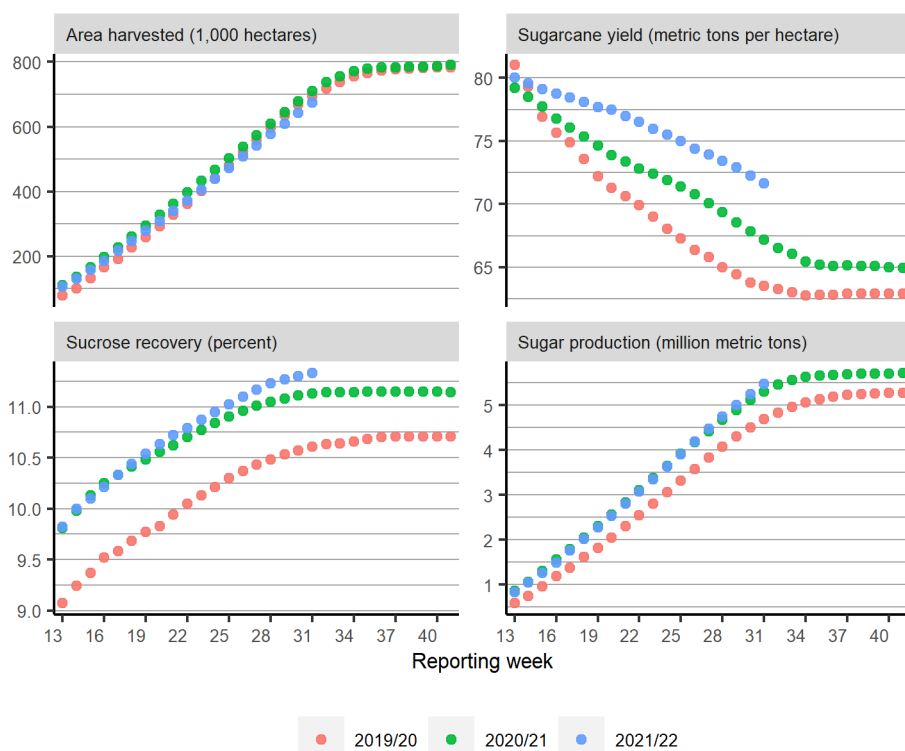 Area harvested (1,000 hectares)
800
600
400
200
Sugarcane yield (metric tons per hectare)
80
75
70
65
Sucrose recovery (percent)
11.0
10.5
10.0
9.5
9.0
13 16 19 22 25 28 31 34 37 40
Sugar production (million metric tons)
5
4
3
2
1
13 16 19 22 25 28 31 34 37 40
Reporting week
2019/20 2020/21 2021/22